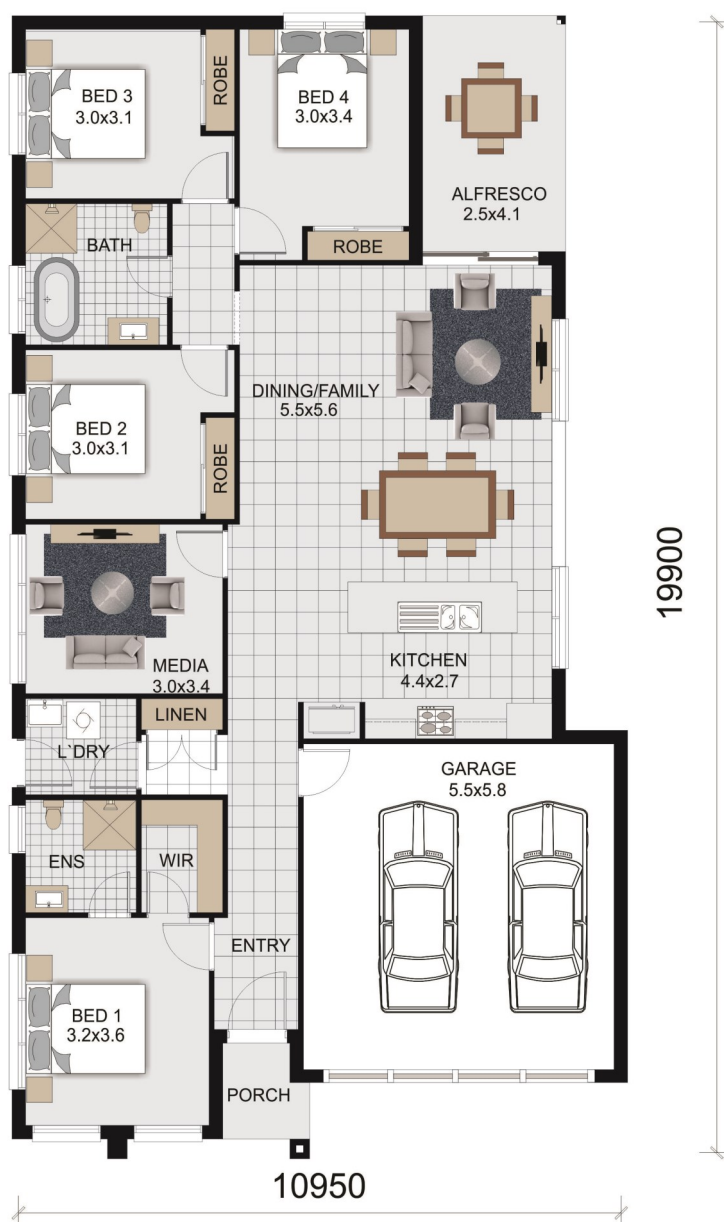 BED 3
3.0x3.1
ROBE
BED 4
3.0x3.4
ROBE
ALFRESCO
2.5x4.1
BATH
DINING/FAMILY
5.5x5.6
BED 2
3.0x3.1
ROBE
MEDIA
3.0x3.4
KITCHEN
4.4x2.7
LINEN
L`DRY
GARAGE
5.5x5.8
ENS
WIR
ENTRY
BED 1
3.2x3.6
PORCH
19900
10950